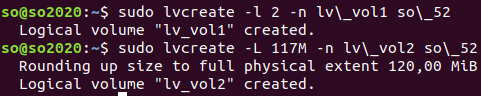 so@so2020:~$ sudo lvcreate -l 2 -n lv\_vol1 so\_52
  Logical volume "lv_vol1" created.
so@so2020:~$ sudo lvcreate -L 117M -n lv\_vol2 so\_52
  Rounding up size to full physical extent 120,00 MiB
  Logical volume "lv_vol2" created.